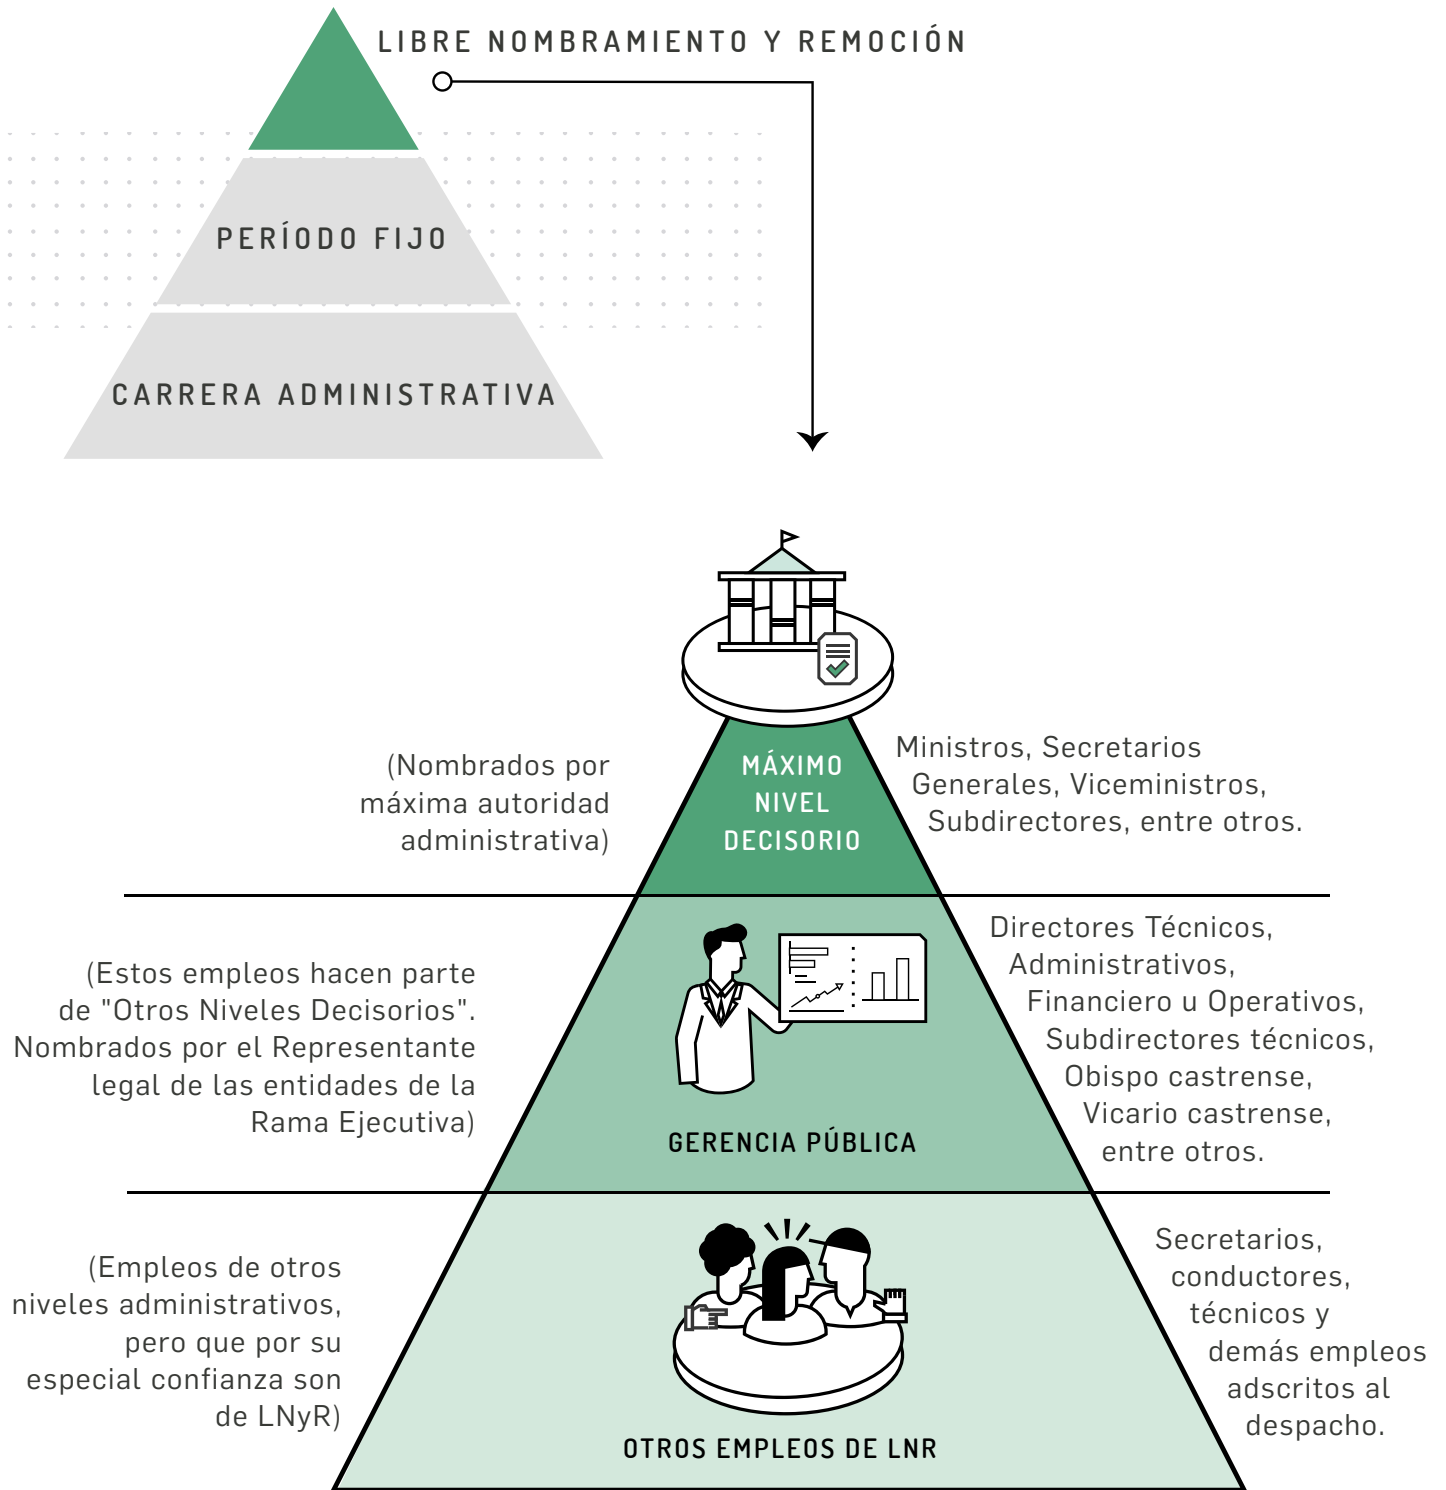 LIBRE NOMBRAMIENTO Y REMOCIÓN
PERÍODO FIJO
CARRERA ADMINISTRATIVA
(Nombrados por
máxima autoridad
administrativa)
MÁXIMO
NIVEL
DECISORIO
Ministros, Secretarios
Generales, Viceministros,
Subdirectores, entre otros.
(Estos empleos hacen parte
de "Otros Niveles Decisorios".
Nombrados por el Representante
legal de las entidades de la
Rama Ejecutiva)
GERENCIA PÚBLICA
Directores Técnicos,
Administrativos,
Financiero u Operativos,
Subdirectores técnicos,
Obispo castrense,
Vicario castrense,
entre otros.
(Empleos de otros
niveles administrativos,
pero que por su
especial confianza son
de LNyR)
OTROS EMPLEOS DE LNR
Secretarios,
conductores,
técnicos y
demás empleos
adscritos al
despacho.